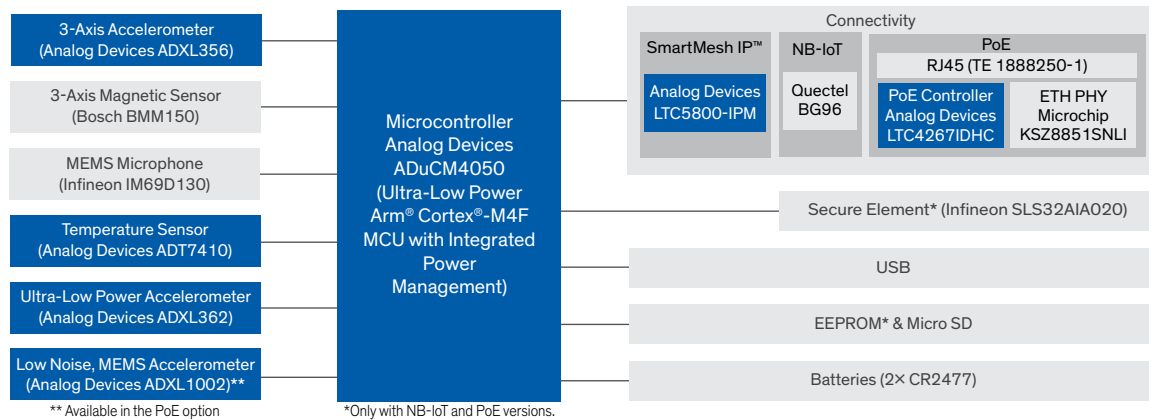 3-Axis Accelerometer
(Analog Devices ADXL356)
3-Axis Magnetic Sensor
(Bosch BMM150)
MEMS Microphone
(Infineon IM69D130)
Temperature Sensor
(Analog Devices ADT7410)
Ultra-Low Power Accelerometer
(Analog Devices ADXL362)
Low Noise, MEMS Accelerometer
(Analog Devices ADXL1002)**
** Available in the PoE option
Microcontroller
Analog Devices
ADuCM4050
(Ultra-Low Power
Arm® Cortex®-M4F
MCU with Integrated
Power
Management)
*Only with NB-IoT and PoE versions.
Connectivity
SmartMesh IP™
Analog Devices
LTC5800-IPM
NB-IoT
Quectel
BG96
PoE
RJ45 (TE 1888250-1)
PoE Controller
Analog Devices
LTC4267IDHC
ETH PHY
Microchip
KSZ8851SNLI
Secure Element* (Infineon SLS32AIA020)
USB
EEPROM* & Micro SD
Batteries (2× CR2477)